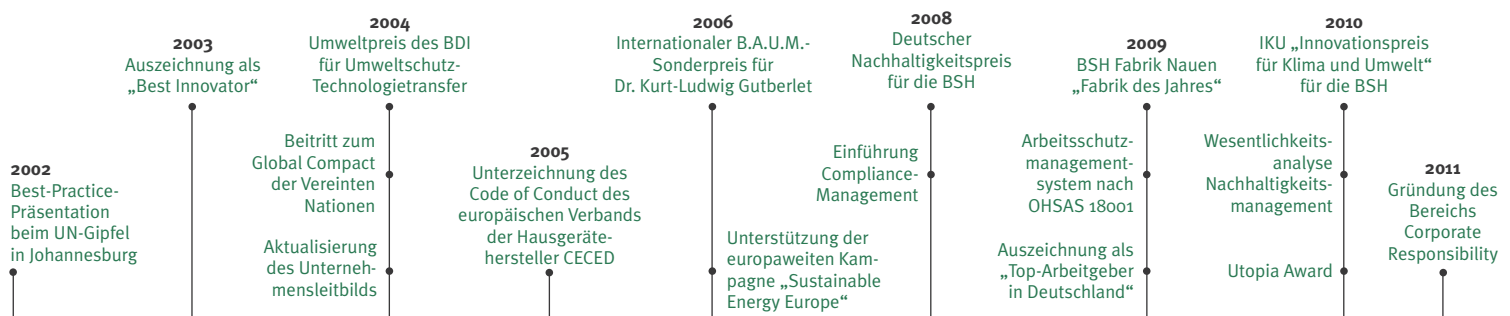 2002
Best-Practice-
Präsentation
beim UN-Gipfel
in Johannesburg
2003
Auszeichnung als
„Best Innovator“
2004
Umweltpreis des BDI
für Umweltschutz-
Technologietransfer
Beitritt zum
Global Compact
der Vereinten
Nationen
Aktualisierung
des Unterneh-
mensleitbilds
2005
Unterzeichnung des
Code of Conduct des
europäischen Verbands
der Hausgeräte-
hersteller CECED
2006
Internationaler B.A.U.M.-
Sonderpreis für
Dr. Kurt-Ludwig Gutberlet
Unterstützung der
europaweiten Kam-
pagne „Sustainable
Energy Europe“
2008
Deutscher
Nachhaltigkeitspreis
für die BSH
Einführung
Compliance-
Management
2009
BSH Fabrik Nauen
„Fabrik des Jahres“
Arbeitsschutz-
management-
system nach
OHSAS 18001
Auszeichnung als
„Top-Arbeitgeber
in Deutschland“
2010
IKU „Innovationspreis
für Klima und Umwelt“
für die BSH
Wesentlichkeits-
analyse
Nachhaltigkeits-
management
Utopia Award
2011
Gründung des
Bereichs
Corporate
Responsibility